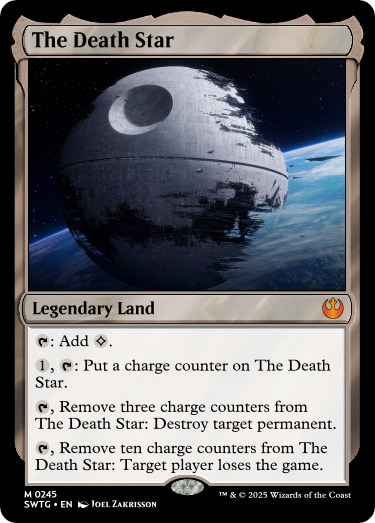 The Death Star
Legendary Land
: Add .
1, : Put a charge counter on The Death
Star.
, Remove three charge counters from
The Death Star: Destroy target permanent.
, Remove ten charge counters from The
Death Star: Target player loses the game.
M 0245
SWTG • EN Joel Zakrisson
™ & © 2025 Wizards of the Coast